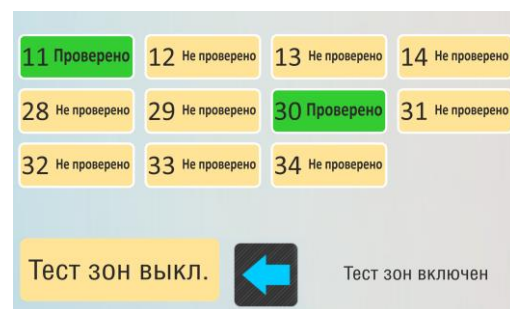 11 Проверено 12 Не проверено 13 Не проверено 14 Не проверено
28 Не проверено 29 Не проверено 30 Проверено 31 Не проверено
32 Не проверено 33 Не проверено 34 Не проверено
Тест зон выкл. Тест зон включен